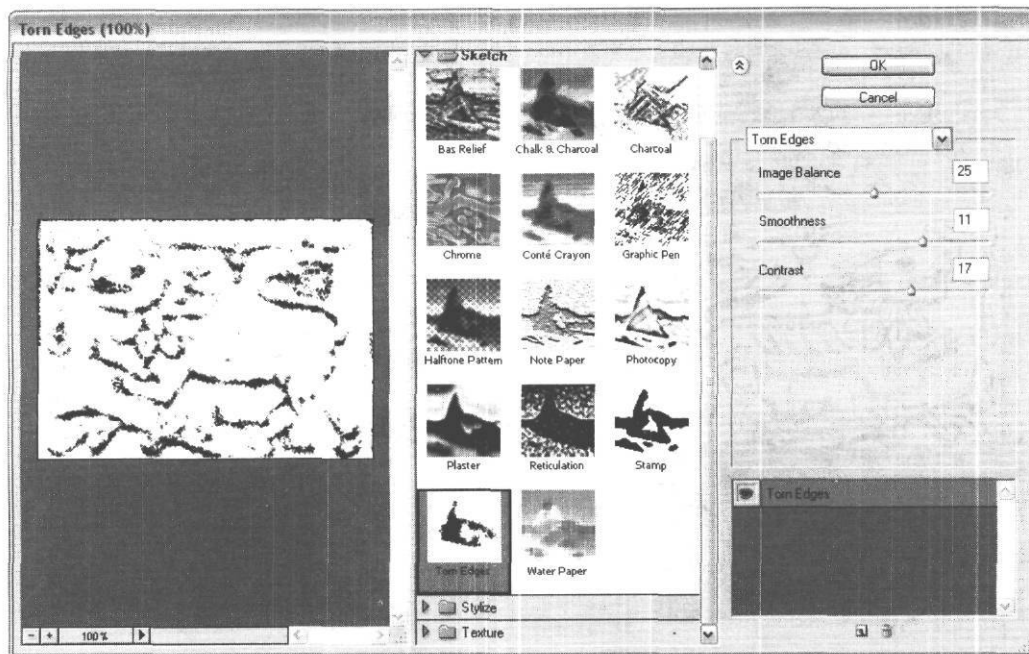 Torn Edges (100%)
Sketch
Bas Relief
Chalk & Charcoal
Charcoal
Chrome
Conté Crayon
Graphic Pen
Halftone Pattern
Note Paper
Photocopy
Plaster
Reticulation
Stamp
Torn Edges
Water Paper
Stylize
Texture
100%
OK
Cancel
Torn Edges
Image Balance 25
Smoothness 11
Contrast 17
Torn Edges